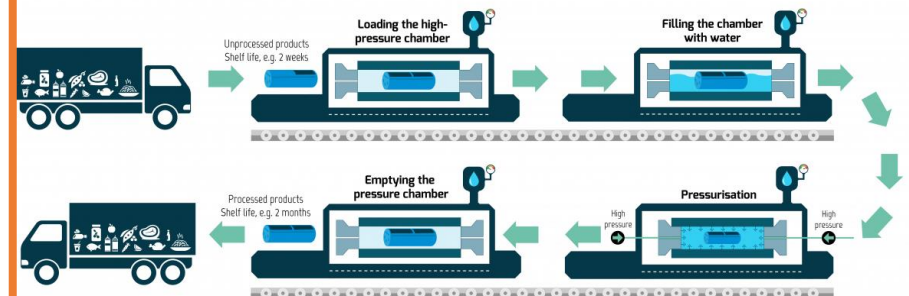 Loading the high-
pressure chamber
Filling the chamber
with water
Unprocessed products
Shelf life, e.g. 2 weeks
Emptying the
pressure chamber
Pressurisation
Processed products
Shelf life, e.g. 2 months
High
pressure
High
pressure